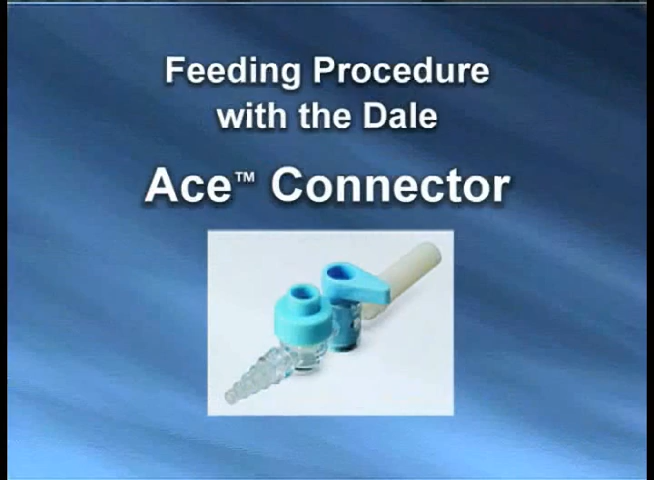 Feeding Procedure
with the Dale
Ace™ Connector